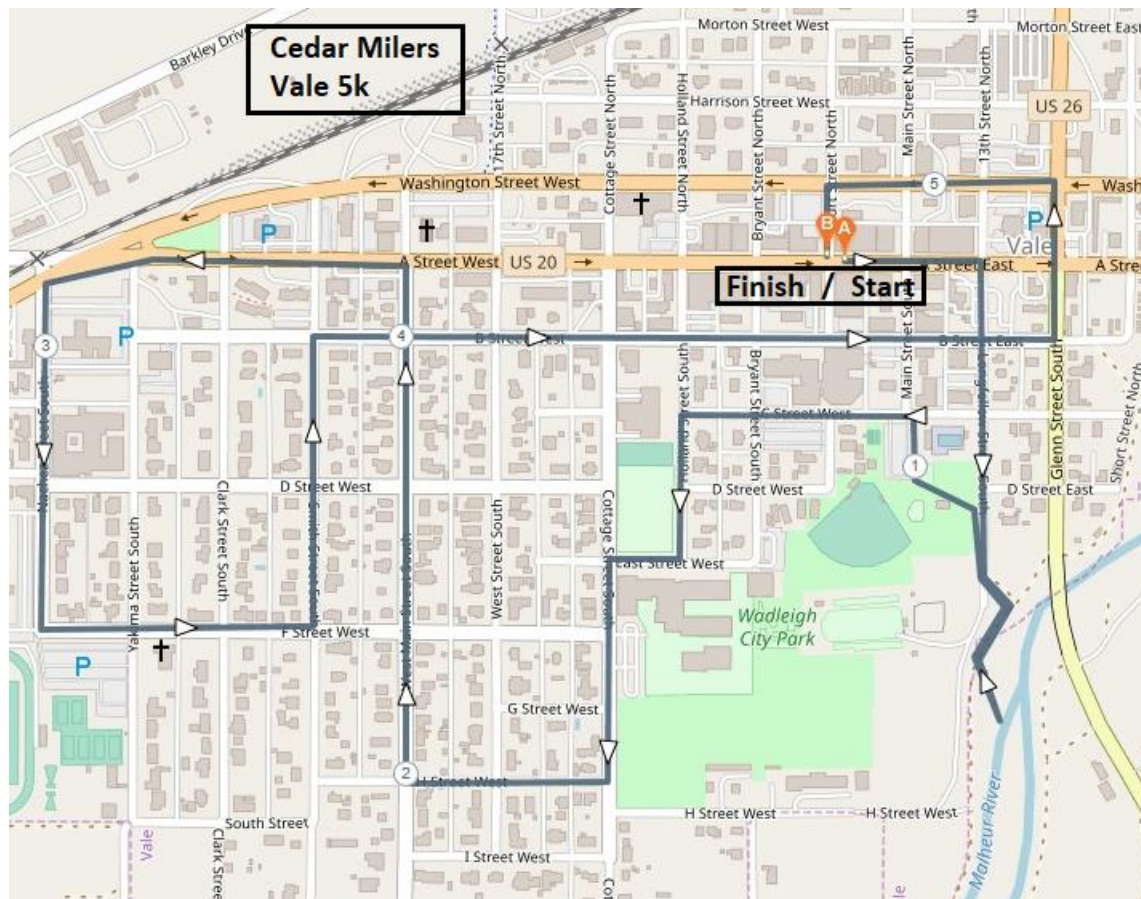 Cedar Milers
Vale 5k
Morton Street West
Morton Street East
Barkley Drive
17th Street North
Cottage Street North
Holland Street North
Harrison Street West
Bryant Street North
Main Street North
13th Street North
US 26
Washington Street West
5
P
B
A
P
Vale
A Street West
US 20
Street East
Finish / Start
3
P
4
B Street East
Main Street South
Bryant Street South
Holland Street South
Street West
Glenn Street South
Short Street North
1
D Street West
D Street West
D Street East
Clark Street South
Smith Street South
West Street South
Cottage Street South
East Street West
Yakima Street South
F Street West
Wadleigh
City Park
P
G Street West
2
H Street West
H Street West
H Street West
South Street
I Street West
Vale
Malheur River